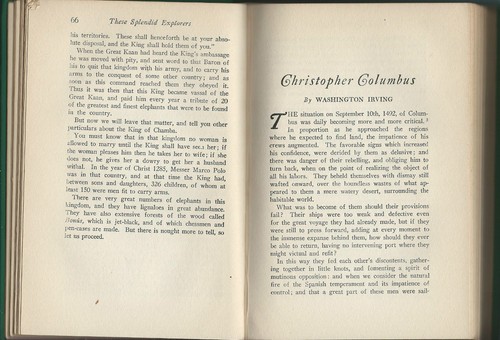 66 These Splendid Explorers
his territories. These shall henceforth be at your abso-
lute disposal, and the King shall hold them of you."
When the Great Kaan had heard the King's ambassage
he was moved with pity, and sent word to this Baron of
his to quit that kingdom with his army, and to carry his
arms to the conquest of some other country; and as
soon as this command reached them they obeyed it.
Thus it was then that this King became vassal of the
Great Kaan, and paid him every year a tribute of 20
of the greatest and finest elephants that were to be found
in the country.
But now we will leave that matter, and tell you other
particulars about the King of Chamba.
You must know that in that kingdom no woman is
allowed to marry until the King shall have seen her; if
the woman pleases him then he takes her to wife; if she
does not, he gives her a dowry to get her a husband
withal. In the year of Christ 1285, Messer Marco Polo
was in that country, and at that time the King had,
between sons and daughters, 326 children, of whom at
least 150 were men fit to carry arms.
There are very great numbers of elephants in this
kingdom, and they have lignaloes in great abundance.
They have also extensive forests of the wood called
Bonús, which is jet-black, and of which chessmen and
pen-cases are made. But there is nought more to tell, so
let us proceed.
Christopher Columbus
By WASHINGTON IRVING
THE situation on September 10th, 1492, of Colum-
bus was daily becoming more and more critical.
In proportion as he approached the regions
where he expected to find land, the impatience of his
crews augmented. The favorable signs which increased
his confidence, were derided by them as delusive; and
there was danger of their rebelling, and obliging him to
turn back, when on the point of realizing the object of
all his labors. They beheld themselves with dismay still
wafted onward, over the boundless wastes of what ap-
peared to them a mere watery desert, surrounding the
habitable world.
What was to become of them should their provisions
fail? Their ships were too weak and defective even
for the great voyage they had already made, but if they
were still to press forward, adding at every moment to
the immense expanse behind them, how should they ever
be able to return, having no intervening port where they
might victual and refit?
In this way they fed each other's discontents, gather-
ing together in little knots, and fomenting a spirit of
mutinous opposition: and when we consider the natural
fire of the Spanish temperament and its impatience of
control; and that a great part of these men were sail-